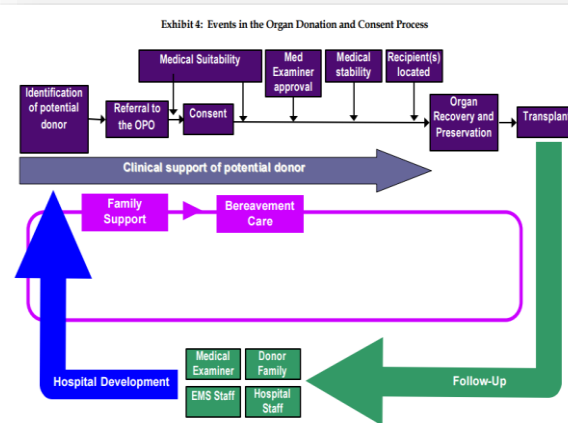 Exhibit 4: Events in the Organ Donation and Consent Process
Medical Suitability
Med
Examiner
approval
Medical
stability
Recipient(s)
located
Identification
of potential
donor
Referral to
the OPO
Consent
Organ
Recovery and
Preservation
Transplant
Clinical support of potential donor
Family
Support
Bereavement
Care
Medical
Examiner
Donor
Family
EMS Staff
Hospital
Staff
Hospital Development
Follow-Up